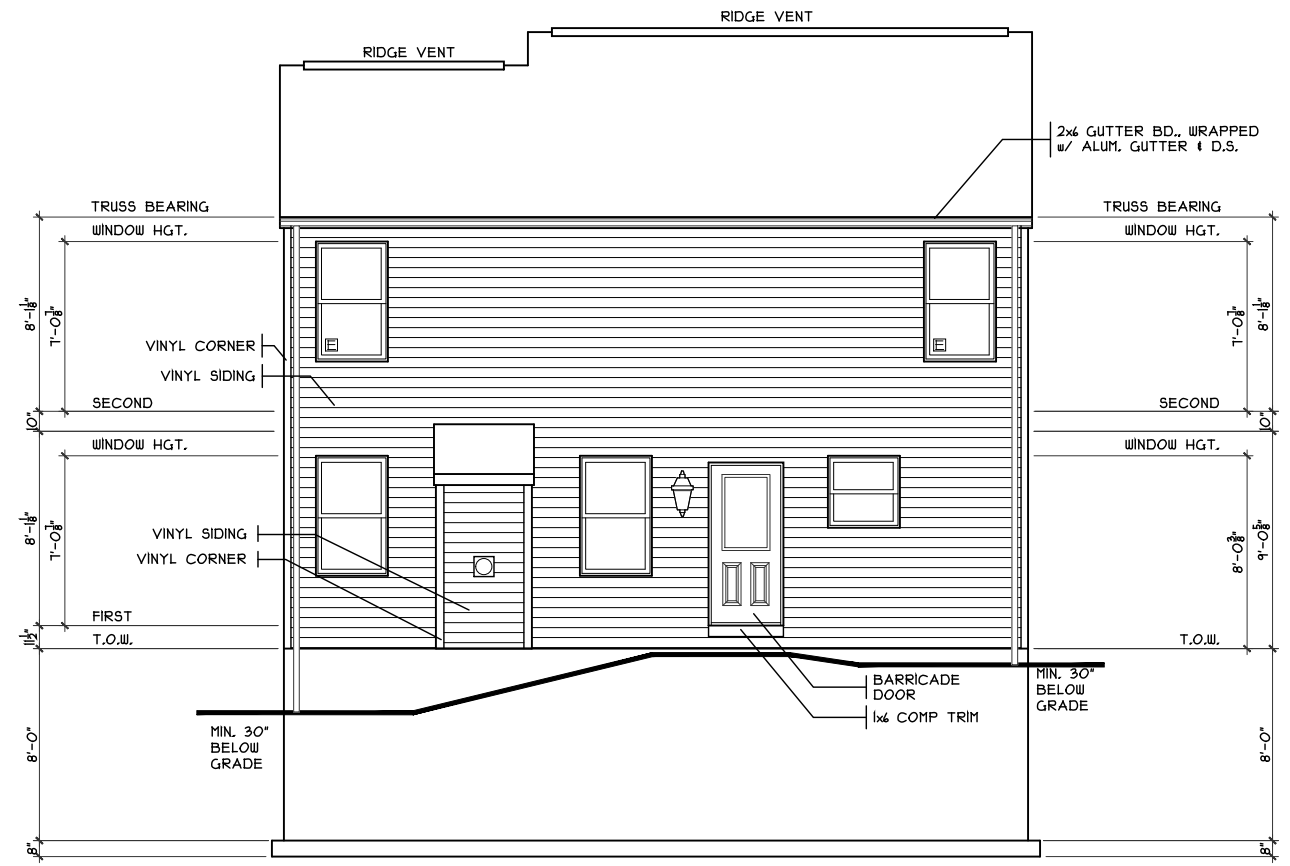 RIDGE VENT
RIDGE VENT
2x6 GUTTER BD., WRAPPED
w/ ALUM. GUTTER & D.S.
TRUSS BEARING
TRUSS BEARING
WINDOW HGT.
WINDOW HGT.
8'-1 1/8"
7'-0 7/8"
7'-0 7/8"
8'-1 1/8"
VINYL CORNER
VINYL SIDING
SECOND
SECOND
10"
10"
WINDOW HGT.
WINDOW HGT.
8'-1 1/8"
7'-0 7/8"
8'-0 3/8"
9'-0 5/8"
E
E
VINYL SIDING
VINYL CORNER
FIRST
11 1/2"
T.O.W.
T.O.W.
BARRICADE
DOOR
1x6 COMP TRIM
MIN. 30"
BELOW
GRADE
MIN. 30"
BELOW
GRADE
8'-0"
8'-0"
8"
8"